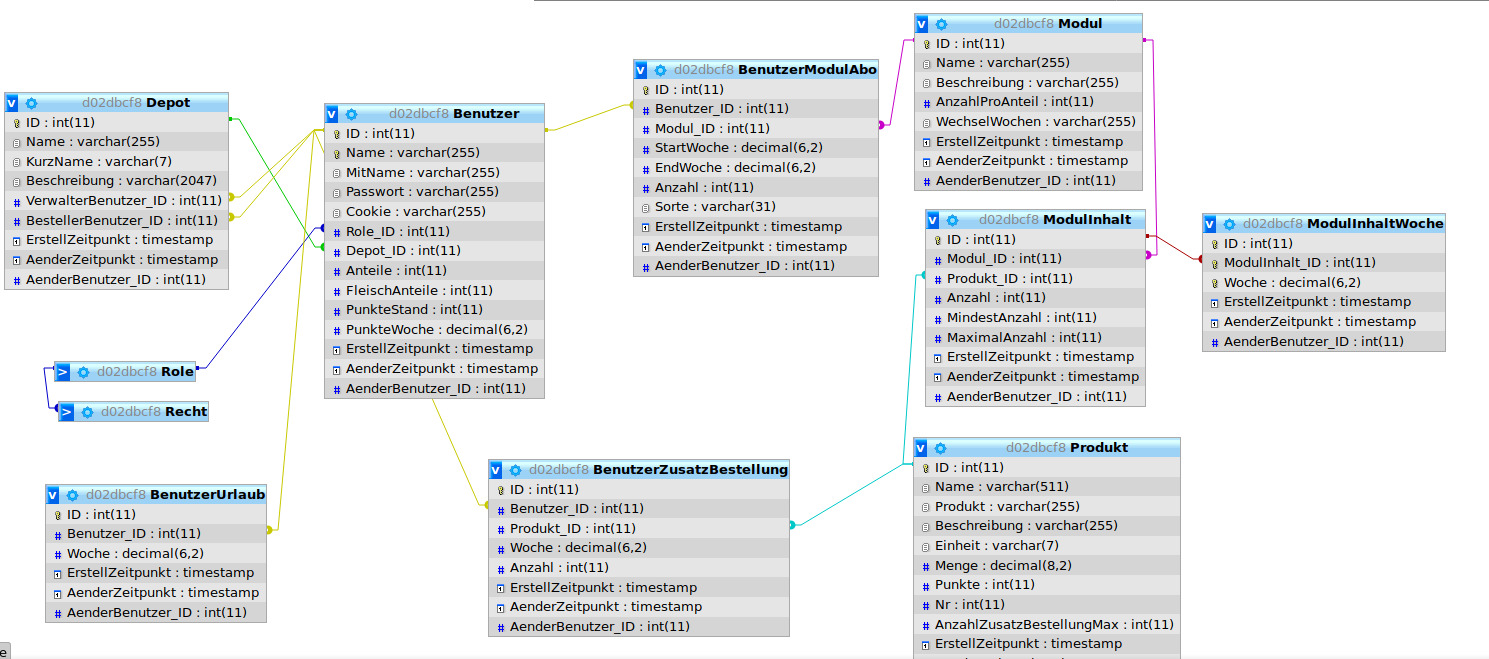 d02dbcf8 Depot
ID : int(11)
Name : varchar(255)
KurzName : varchar(7)
Beschreibung : varchar(2047)
VerwalterBenutzer_ID : int(11)
BestellerBenutzer_ID : int(11)
ErstellZeitpunkt : timestamp
AenderZeitpunkt : timestamp
AenderBenutzer_ID : int(11)
d02dbcf8 Role
d02dbcf8 Recht
d02dbcf8 BenutzerUrlaub
ID : int(11)
Benutzer_ID : int(11)
Woche : decimal(6,2)
ErstellZeitpunkt : timestamp
AenderZeitpunkt : timestamp
AenderBenutzer_ID : int(11)
d02dbcf8 Benutzer
ID : int(11)
Name : varchar(255)
MitName : varchar(255)
Passwort : varchar(255)
Cookie : varchar(255)
Role_ID : int(11)
Depot_ID : int(11)
Anteile : int(11)
FleischAnteile : int(11)
PunkteStand : int(11)
PunkteWoche : decimal(6,2)
ErstellZeitpunkt : timestamp
AenderZeitpunkt : timestamp
AenderBenutzer_ID : int(11)
d02dbcf8 BenutzerZusatzBestellung
ID : int(11)
Benutzer_ID : int(11)
Produkt_ID : int(11)
Woche : decimal(6,2)
Anzahl : int(11)
ErstellZeitpunkt : timestamp
AenderZeitpunkt : timestamp
AenderBenutzer_ID : int(11)
d02dbcf8 BenutzerModulAbo
ID : int(11)
Benutzer_ID : int(11)
Modul_ID : int(11)
StartWoche : decimal(6,2)
EndWoche : decimal(6,2)
Anzahl : int(11)
Sorte : varchar(31)
ErstellZeitpunkt : timestamp
AenderZeitpunkt : timestamp
AenderBenutzer_ID : int(11)
d02dbcf8 Modul
ID : int(11)
Name : varchar(255)
Beschreibung : varchar(255)
AnzahlProAnteil : int(11)
WechselWochen : varchar(255)
ErstellZeitpunkt : timestamp
AenderZeitpunkt : timestamp
AenderBenutzer_ID : int(11)
d02dbcf8 ModulInhalt
ID : int(11)
Modul_ID : int(11)
Produkt_ID : int(11)
Anzahl : int(11)
MindestAnzahl : int(11)
MaximalAnzahl : int(11)
ErstellZeitpunkt : timestamp
AenderZeitpunkt : timestamp
AenderBenutzer_ID : int(11)
d02dbcf8 Produkt
ID : int(11)
Name : varchar(511)
Produkt : varchar(255)
Beschreibung : varchar(255)
Einheit : varchar(7)
Menge : decimal(8,2)
Punkte : int(11)
Nr : int(11)
AnzahlZusatzBestellungMax : int(11)
ErstellZeitpunkt : timestamp
d02dbcf8 ModulInhaltWoche
ID : int(11)
ModulInhalt_ID : int(11)
Woche : decimal(6,2)
ErstellZeitpunkt : timestamp
AenderZeitpunkt : timestamp
AenderBenutzer_ID : int(11)